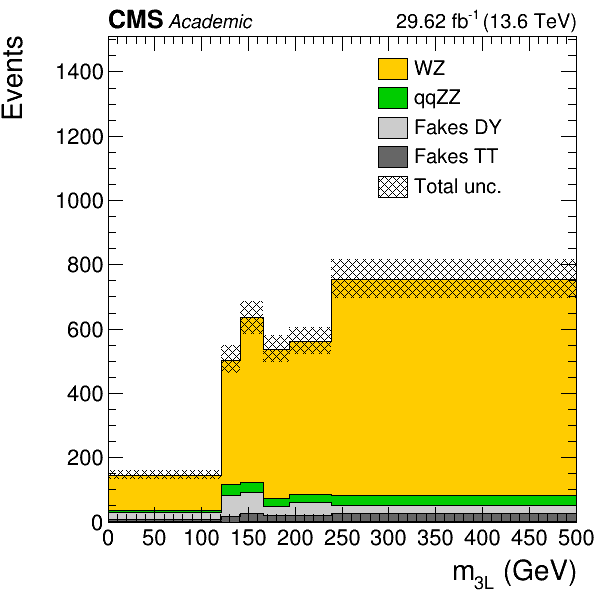 CMS Academic 29.62 fb⁻¹ (13.6 TeV)
Events
1400
1200
1000
800
600
400
200
0
WZ
qqZZ
Fakes DY
Fakes TT
Total unc.
0 50 100 150 200 250 300 350 400 450 500
m₃L (GeV)